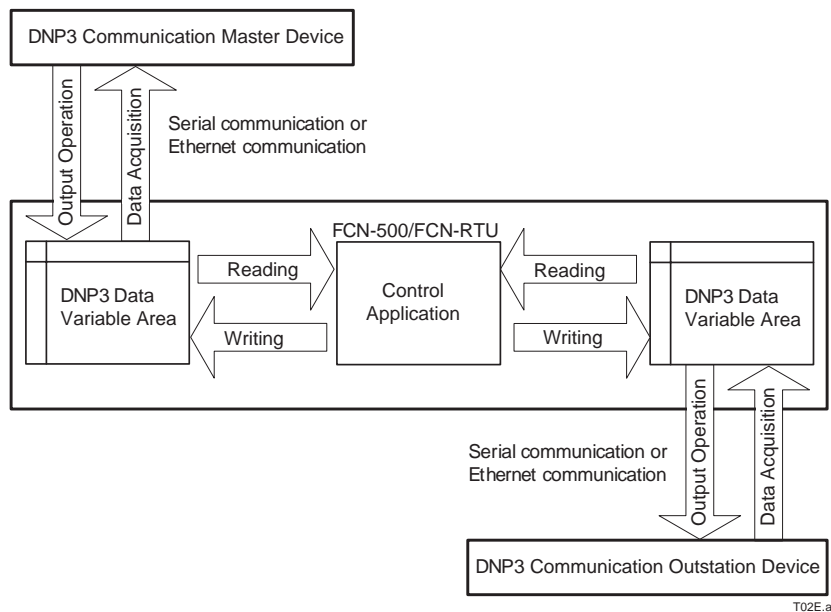 DNP3 Communication Master Device
Output Operation
Data Acquisition
Serial communication or
Ethernet communication
FCN-500/FCN-RTU
DNP3 Data
Variable Area
Reading
Writing
Control
Application
Reading
Writing
DNP3 Data
Variable Area
Serial communication or
Ethernet communication
Output Operation
Data Acquisition
DNP3 Communication Outstation Device
T02E.ai